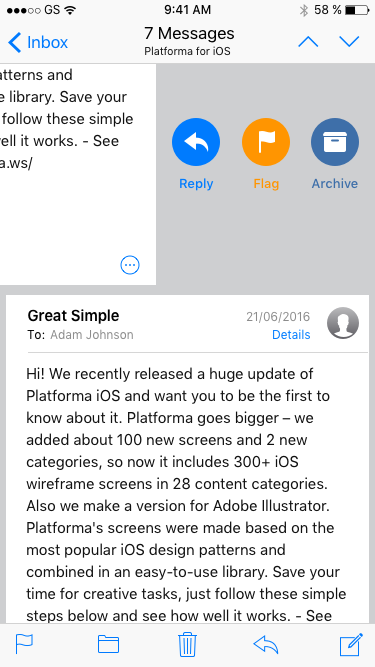 GS 9:41 AM 58 %
Inbox 7 Messages
Platforma for iOS
atterns and
e library. Save your
follow these simple
ell it works. - See
a.ws/
Reply Flag Archive
Great Simple 21/06/2016
To: Adam Johnson Details
Hi! We recently released a huge update of
Platforma iOS and want you to be the first to
know about it. Platforma goes bigger – we
added about 100 new screens and 2 new
categories, so now it includes 300+ iOS
wireframe screens in 28 content categories.
Also we make a version for Adobe Illustrator.
Platforma's screens were made based on the
most popular iOS design patterns and
combined in an easy-to-use library. Save your
time for creative tasks, just follow these simple
steps below and see how well it works. - See